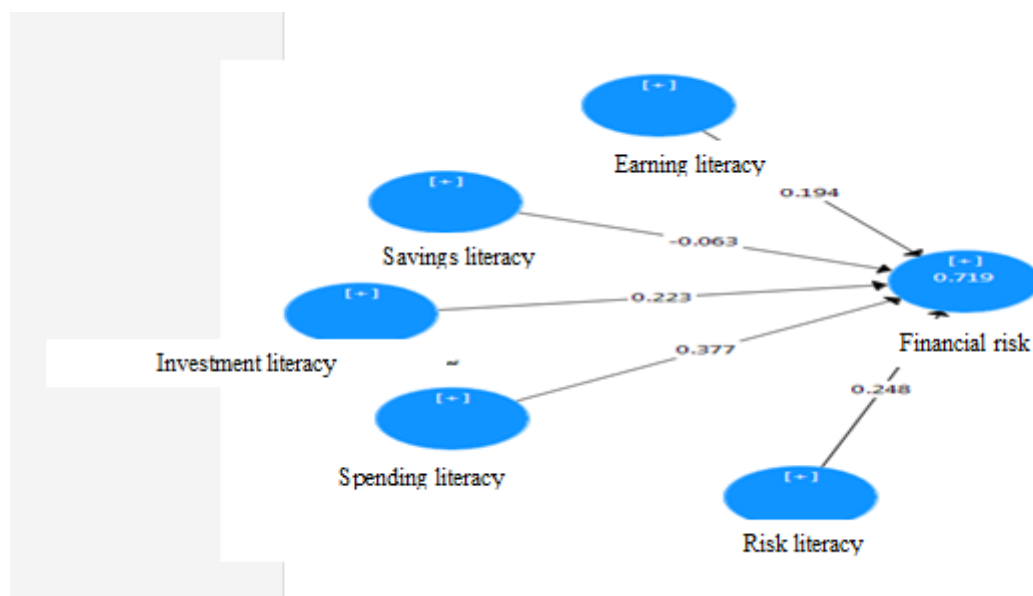 [+]
Earning literacy
0.194
[+]
Savings literacy
-0.063
[+]
0.719
Financial risk
[+]
Investment literacy
0.223
~
0.377
[+]
Spending literacy
0.248
[+]
Risk literacy